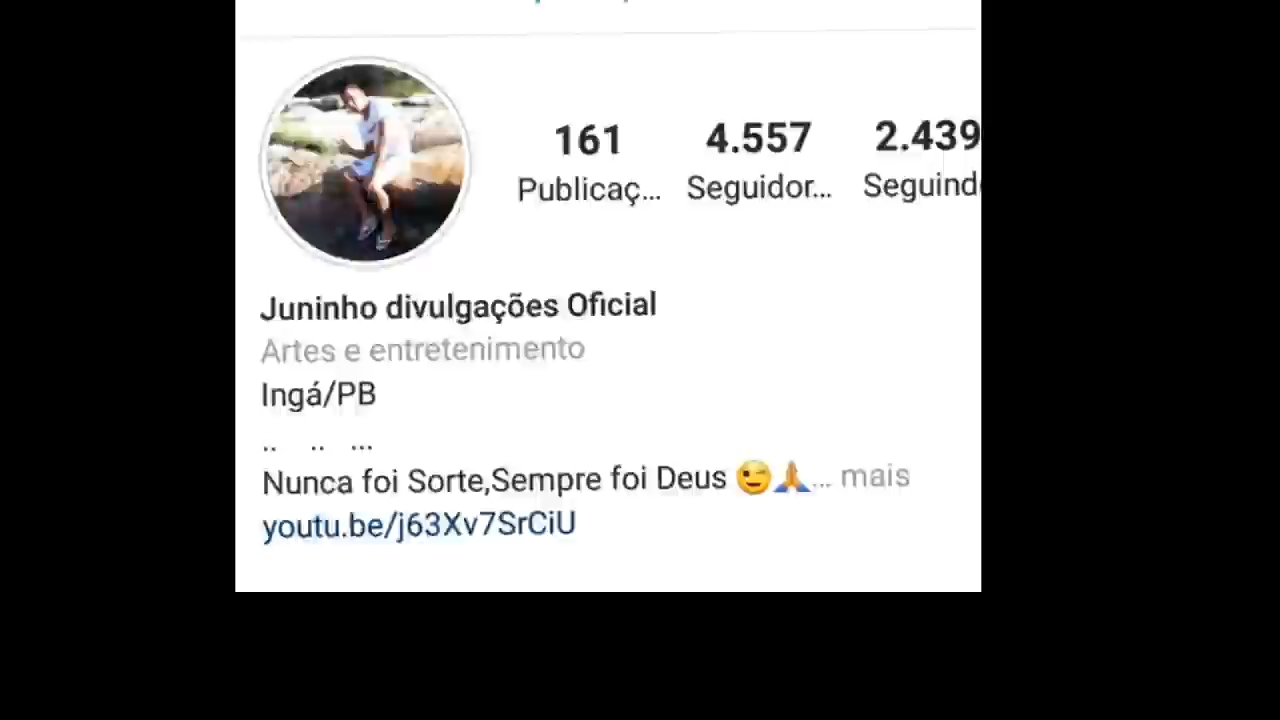 161 4.557 2.439
Publicaç... Seguidor... Seguind
Juninho divulgações Oficial
Artes e entretenimento
Ingá/PB
.. .. ...
Nunca foi Sorte,Sempre foi Deus 😉🙏... mais
youtu.be/j63Xv7SrCiU